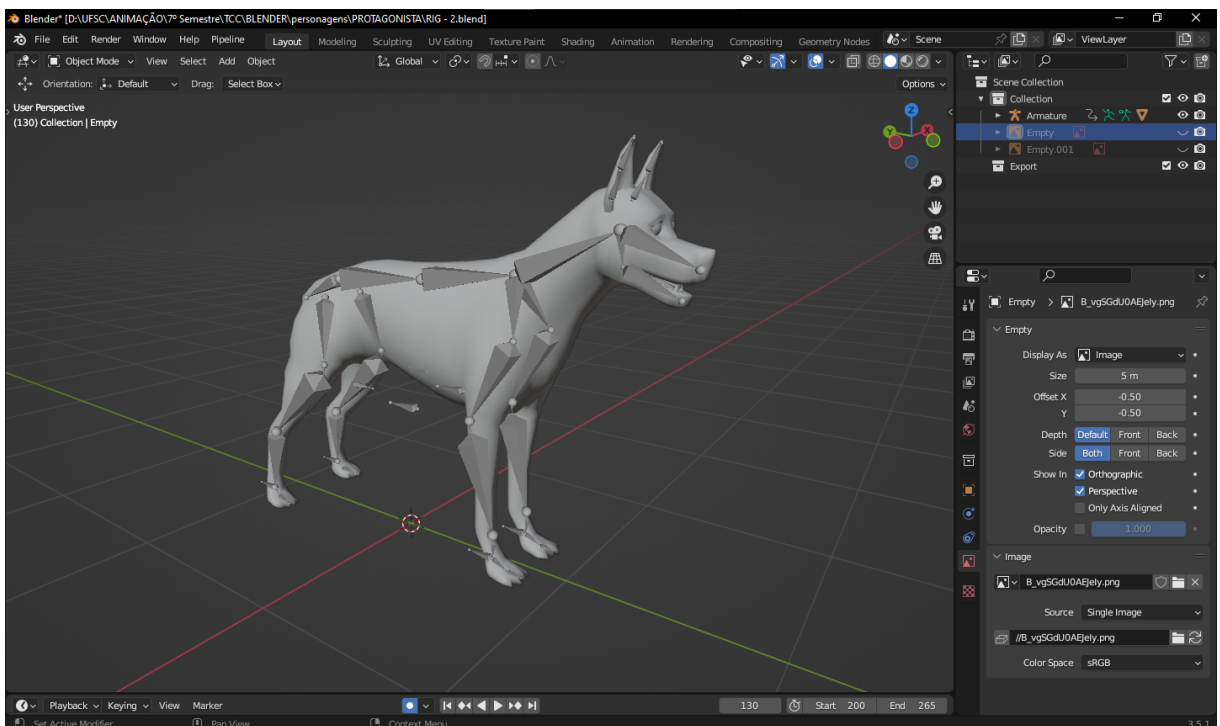 Blender* [D:\UFSC\ANIMAÇÃO\7º Semestre\TCC\BLENDER\personagens\PROTAGONISTA\RIG - 2.blend]
File Edit Render Window Help Pipeline Layout Modeling Sculpting UV Editing Texture Paint Shading Animation Rendering Compositing Geometry Nodes Scene ViewLayer
Object Mode View Select Add Object Global
Orientation: Default Drag: Select Box Options
User Perspective
(130) Collection | Empty
Z
Y
X
Scene Collection
Collection
Armature
Empty
Empty.001
Export
Empty > B_vgSGdU0AEJely.png
Empty
Display As Image
Size 5 m
Offset X -0.50
Y -0.50
Depth Default Front Back
Side Both Front Back
Show In Orthographic
Perspective
Only Axis Aligned
Opacity 1.000
Image
B_vgSGdU0AEJely.png
Source Single Image
//B_vgSGdU0AEJely.png
Color Space sRGB
Playback Keying View Marker 130 Start 200 End 265
Set Active Modifier Pan View Context Menu 3.5.1